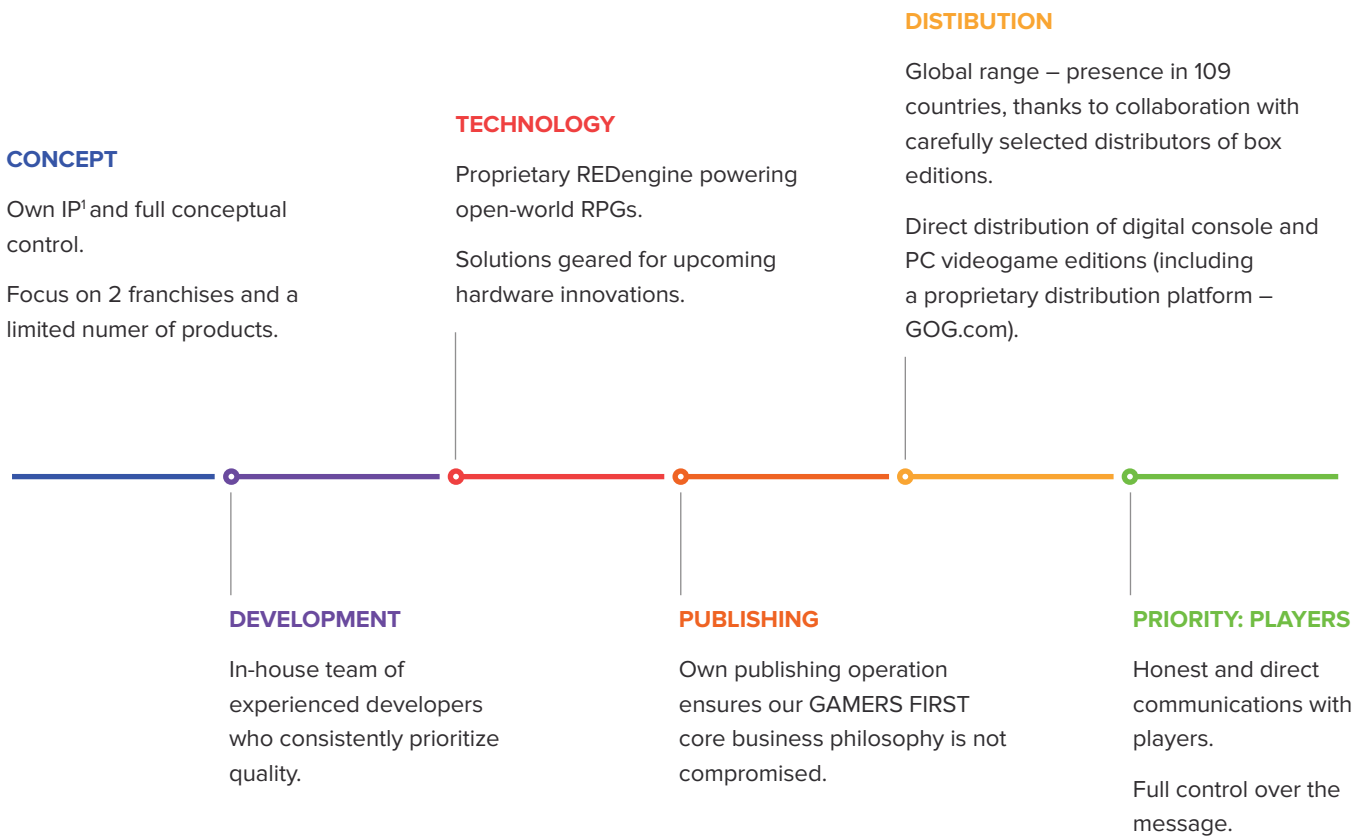 CONCEPT
Own IP¹ and full conceptual
control.
Focus on 2 franchises and a
limited numer of products.
DEVELOPMENT
In-house team of
experienced developers
who consistently prioritize
quality.
TECHNOLOGY
Proprietary REDengine powering
open-world RPGs.
Solutions geared for upcoming
hardware innovations.
PUBLISHING
Own publishing operation
ensures our GAMERS FIRST
core business philosophy is not
compromised.
DISTIBUTION
Global range – presence in 109
countries, thanks to collaboration with
carefully selected distributors of box
editions.
Direct distribution of digital console and
PC videogame editions (including
a proprietary distribution platform –
GOG.com).
PRIORITY: PLAYERS
Honest and direct
communications with
players.
Full control over the
message.